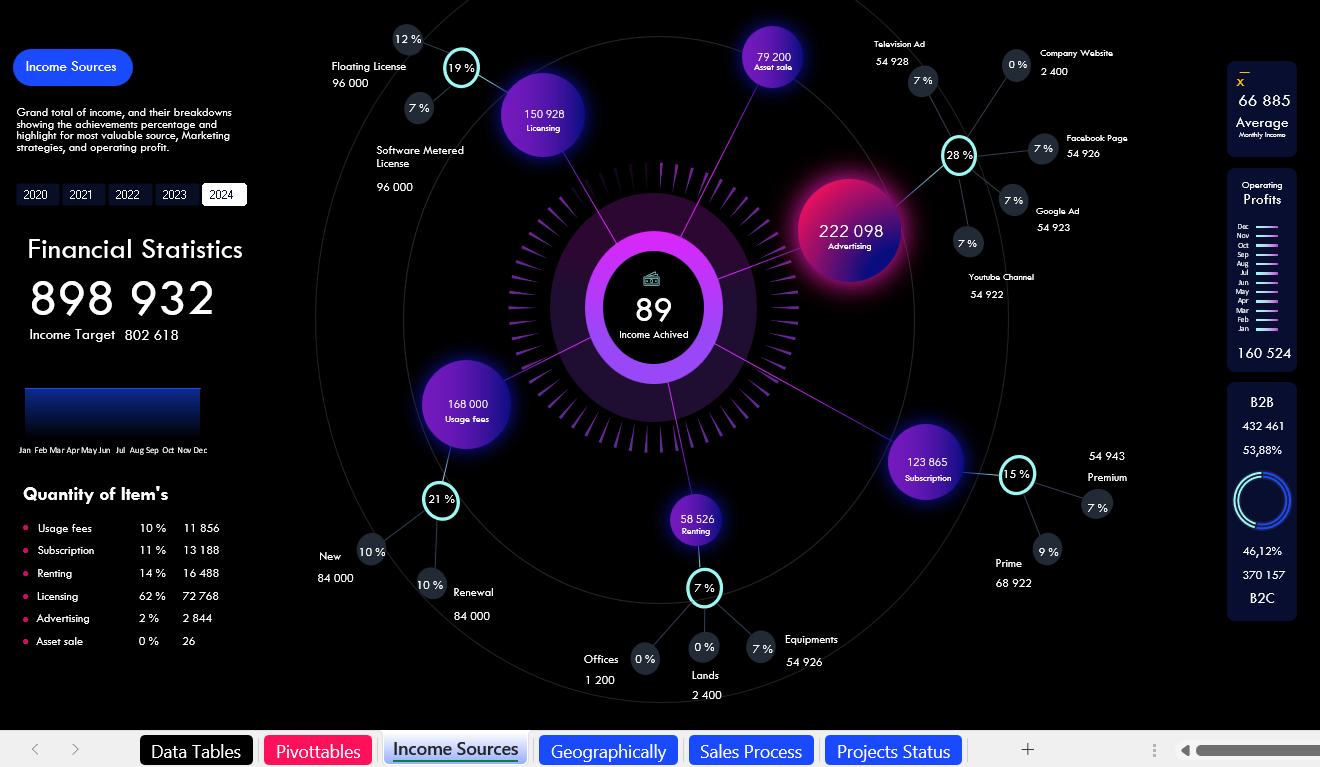 Income Sources
Grand total of income, and their breakdowns
showing the achievements percentage and
highlight for most valuable source, Marketing
strategies, and operating profit.
2020 2021 2022 2023 2024
Financial Statistics
898 932
Income Target 802 618
Jan Feb Mar Apr May Jun Jul Aug Sep Oct Nov Dec
Quantity of Item's
Usage fees 10 % 11 856
Subscription 11 % 13 188
Renting 14 % 16 488
Licensing 62 % 72 768
Advertising 2 % 2 844
Asset sale 0 % 26
12 %
Floating License
96 000
19 %
7 %
Software Metered
License
96 000
150 928
Licensing
79 200
Asset sale
222 098
Advertising
28 %
Television Ad
54 928
7 %
0 %
Company Website
2 400
7 %
Facebook Page
54 926
7 %
Google Ad
54 923
7 %
Youtube Channel
54 922
89
Income Achived
168 000
Usage fees
21 %
10 %
New
84 000
10 %
Renewal
84 000
58 526
Renting
7 %
0 %
Offices
1 200
0 %
Lands
2 400
7 %
Equipments
54 926
123 865
Subscription
15 %
54 943
Premium
7 %
9 %
Prime
68 922
x
66 885
Average
Monthly Income
Operating
Profits
Dec
Nov
Oct
Sep
Aug
Jul
Jun
May
Apr
Mar
Feb
Jan
160 524
B2B
432 461
53,88%
46,12%
370 157
B2C
Data Tables Pivottables Income Sources Geographically Sales Process Projects Status